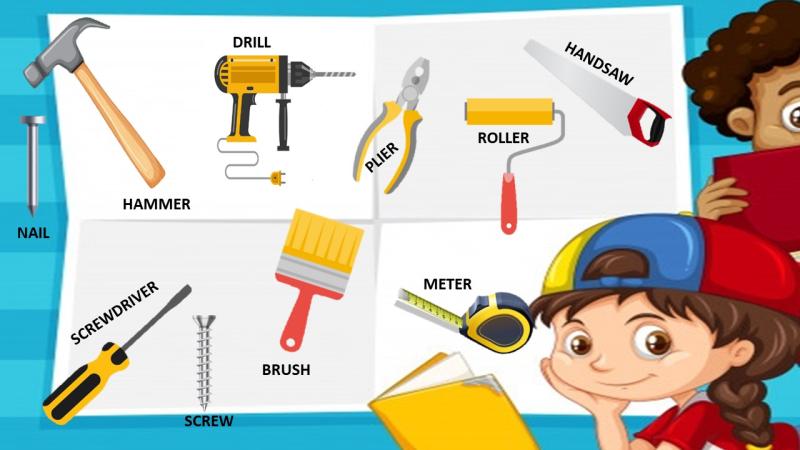 DRILL
HANDSAW
PLIER
ROLLER
HAMMER
NAIL
SCREWDRIVER
METER
BRUSH
SCREW